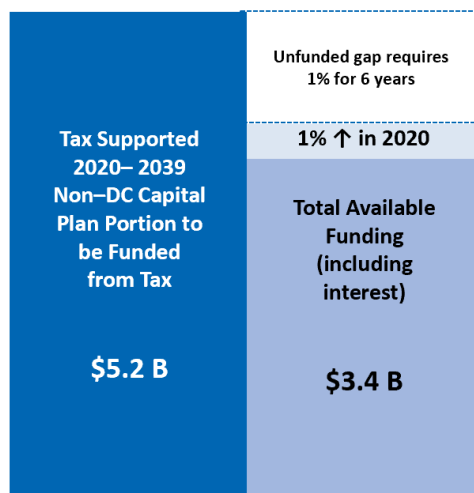 Tax Supported
2020– 2039
Non–DC Capital
Plan Portion to
be Funded
from Tax
$5.2 B
Unfunded gap requires
1% for 6 years
1% ↑ in 2020
Total Available
Funding
(including
interest)
$3.4 B